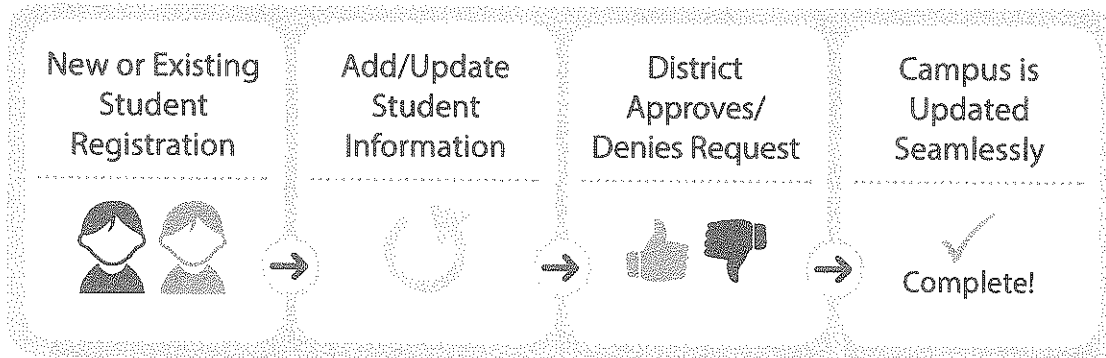 New or Existing
Student
Registration
Add/Update
Student
Information
District
Approves/
Denies Request
Campus is
Updated
Seamlessly
Complete!